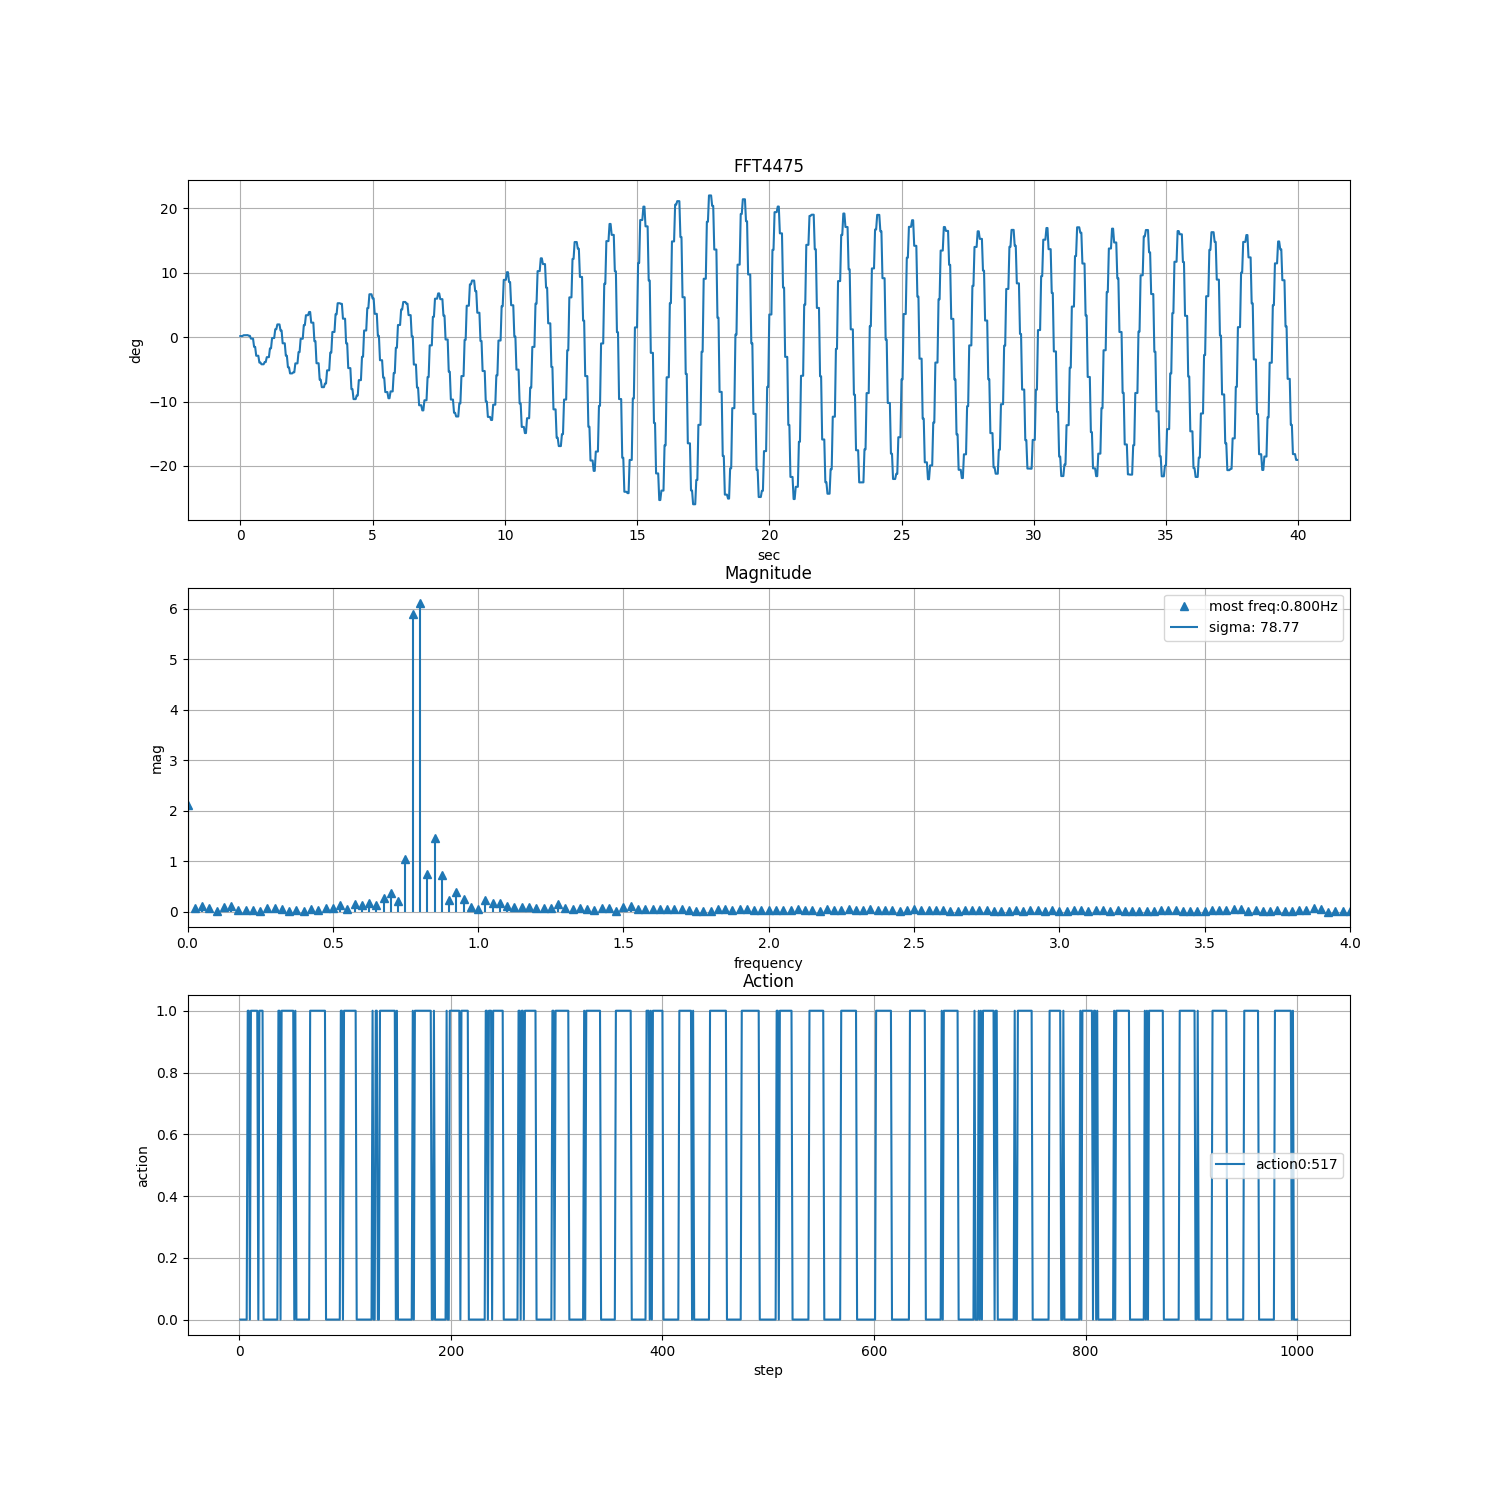 FFT4475
20
10
0
−10
−20
deg
0 5 10 15 20 25 30 35 40
sec
Magnitude
6
5
4
3
2
1
0
mag
most freq:0.800Hz
sigma: 78.77
0.0 0.5 1.0 1.5 2.0 2.5 3.0 3.5 4.0
frequency
Action
1.0
0.8
0.6
0.4
0.2
0.0
action
action0:517
0 200 400 600 800 1000
step